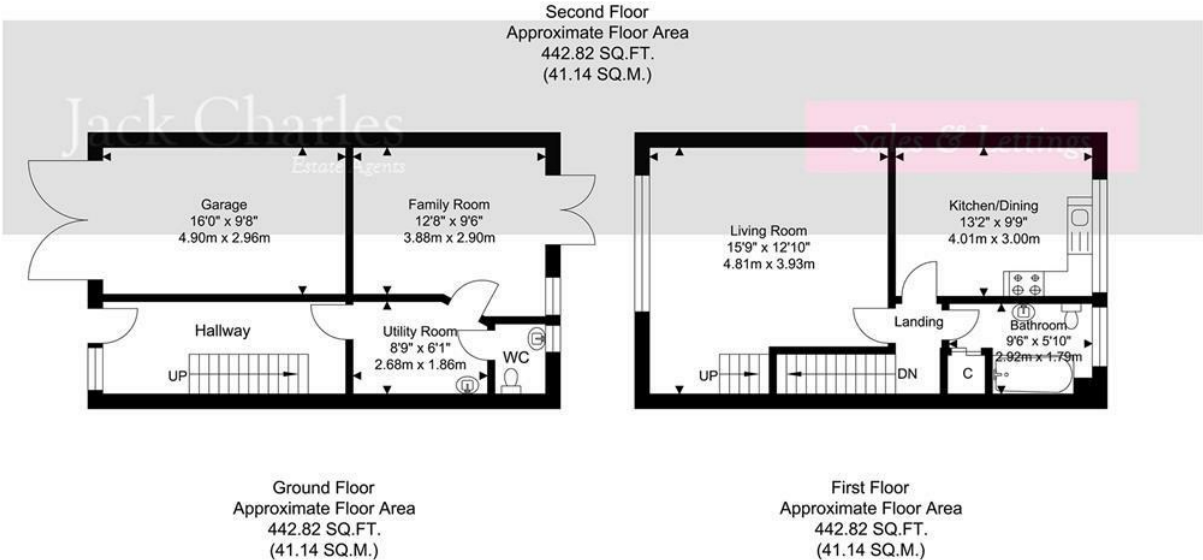 Second Floor
Approximate Floor Area
442.82 SQ.FT.
(41.14 SQ.M.)
Jack Charles
Estate Agents
Sales & Lettings
Garage
16'0" x 9'8"
4.90m x 2.96m
Family Room
12'8" x 9'6"
3.88m x 2.90m
Hallway
UP
Utility Room
8'9" x 6'1"
2.68m x 1.86m
WC
Living Room
15'9" x 12'10"
4.81m x 3.93m
Kitchen/Dining
13'2" x 9'9"
4.01m x 3.00m
Landing
Bathroom
9'6" x 5'10"
2.92m x 1.79m
UP
DN
C
Ground Floor
Approximate Floor Area
442.82 SQ.FT.
(41.14 SQ.M.)
First Floor
Approximate Floor Area
442.82 SQ.FT.
(41.14 SQ.M.)